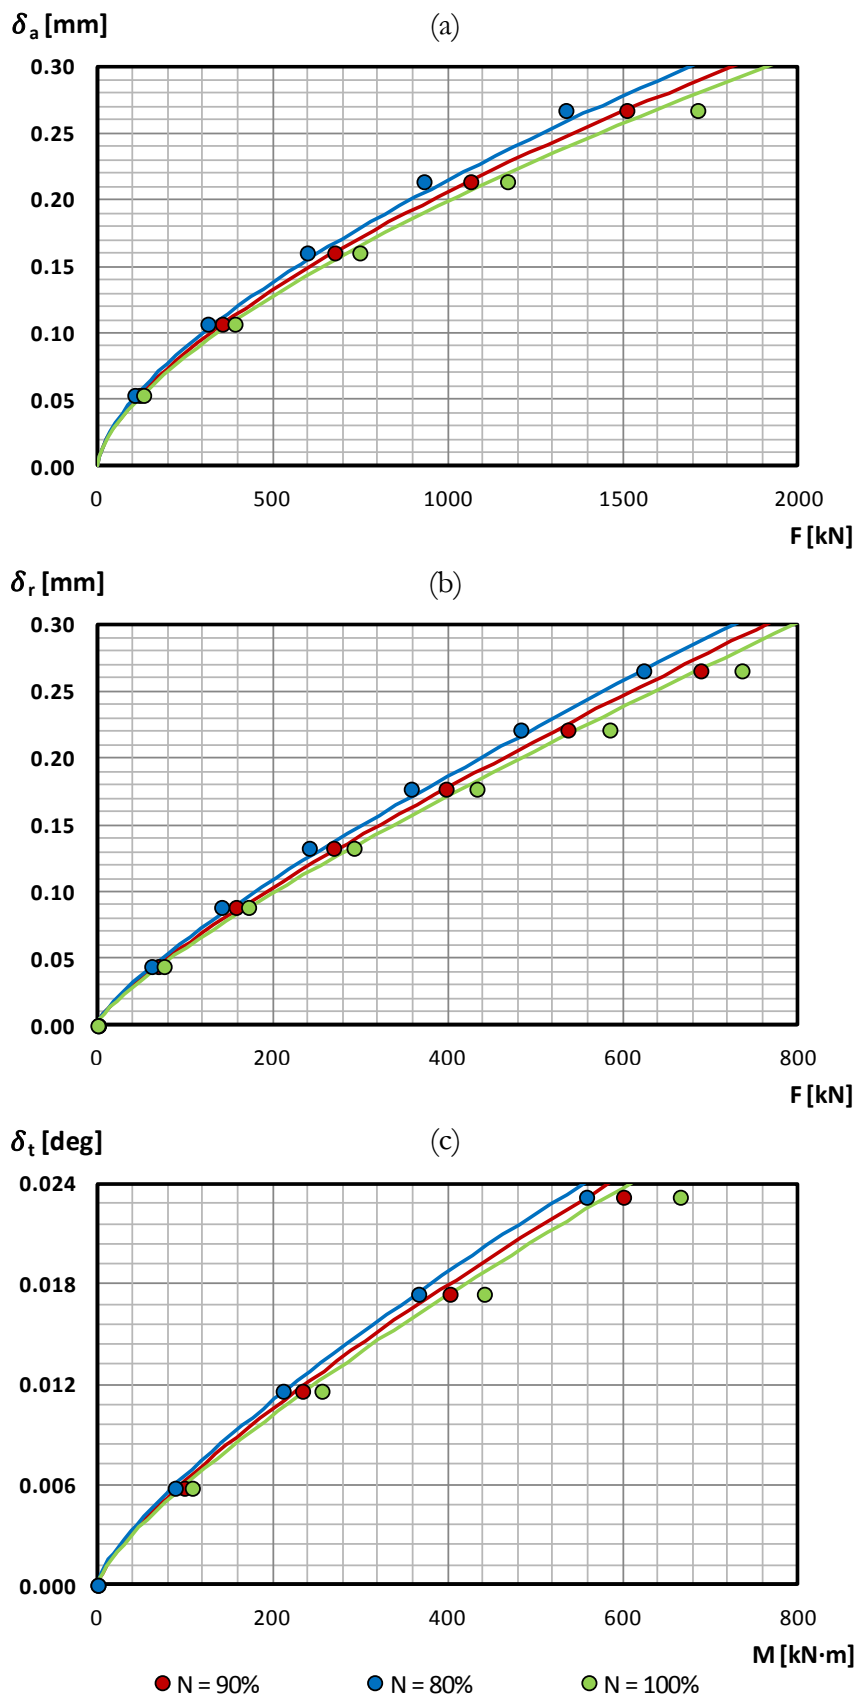 δa [mm] (a)
0.30
0.25
0.20
0.15
0.10
0.05
0.00
0 500 1000 1500 2000
F [kN]
δr [mm] (b)
0.30
0.25
0.20
0.15
0.10
0.05
0.00
0 200 400 600 800
F [kN]
δt [deg] (c)
0.024
0.018
0.012
0.006
0.000
0 200 400 600 800
M [kN·m]
N = 90% N = 80% N = 100%